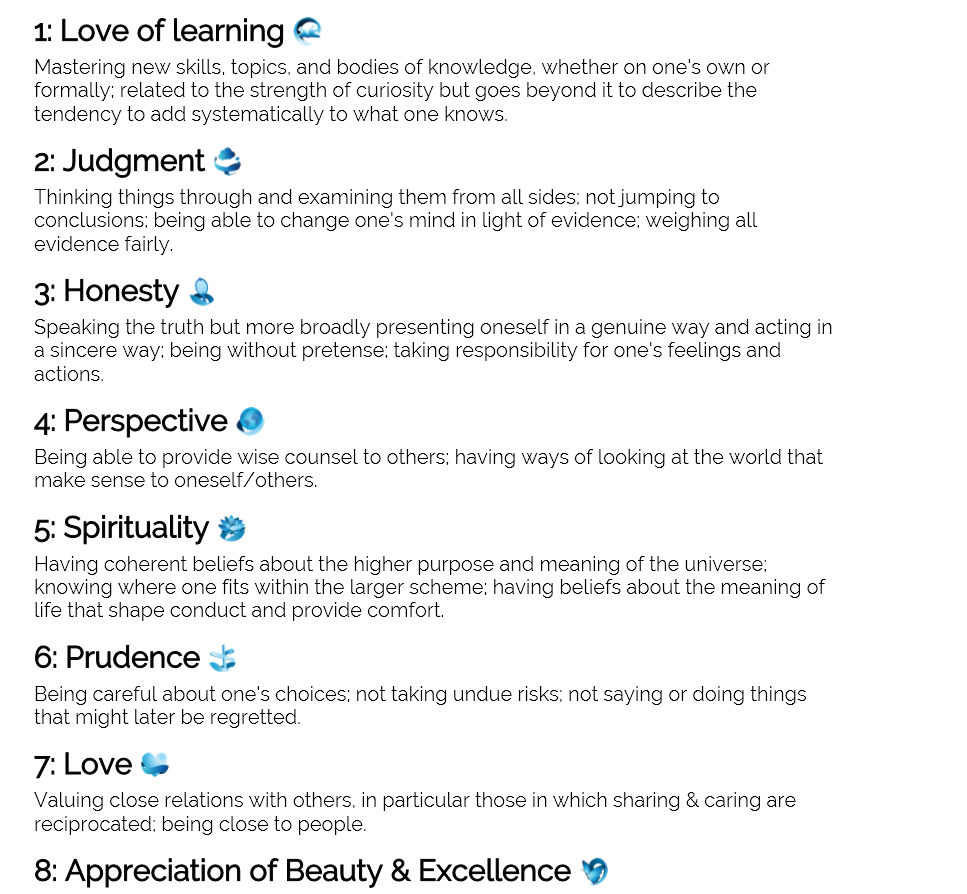 1: Love of learning
Mastering new skills, topics, and bodies of knowledge, whether on one's own or
formally; related to the strength of curiosity but goes beyond it to describe the
tendency to add systematically to what one knows.
2: Judgment
Thinking things through and examining them from all sides; not jumping to
conclusions; being able to change one's mind in light of evidence; weighing all
evidence fairly.
3: Honesty
Speaking the truth but more broadly presenting oneself in a genuine way and acting in
a sincere way; being without pretense; taking responsibility for one's feelings and
actions.
4: Perspective
Being able to provide wise counsel to others; having ways of looking at the world that
make sense to oneself/others.
5: Spirituality
Having coherent beliefs about the higher purpose and meaning of the universe;
knowing where one fits within the larger scheme; having beliefs about the meaning of
life that shape conduct and provide comfort.
6: Prudence
Being careful about one's choices; not taking undue risks; not saying or doing things
that might later be regretted.
7: Love
Valuing close relations with others, in particular those in which sharing & caring are
reciprocated; being close to people.
8: Appreciation of Beauty & Excellence